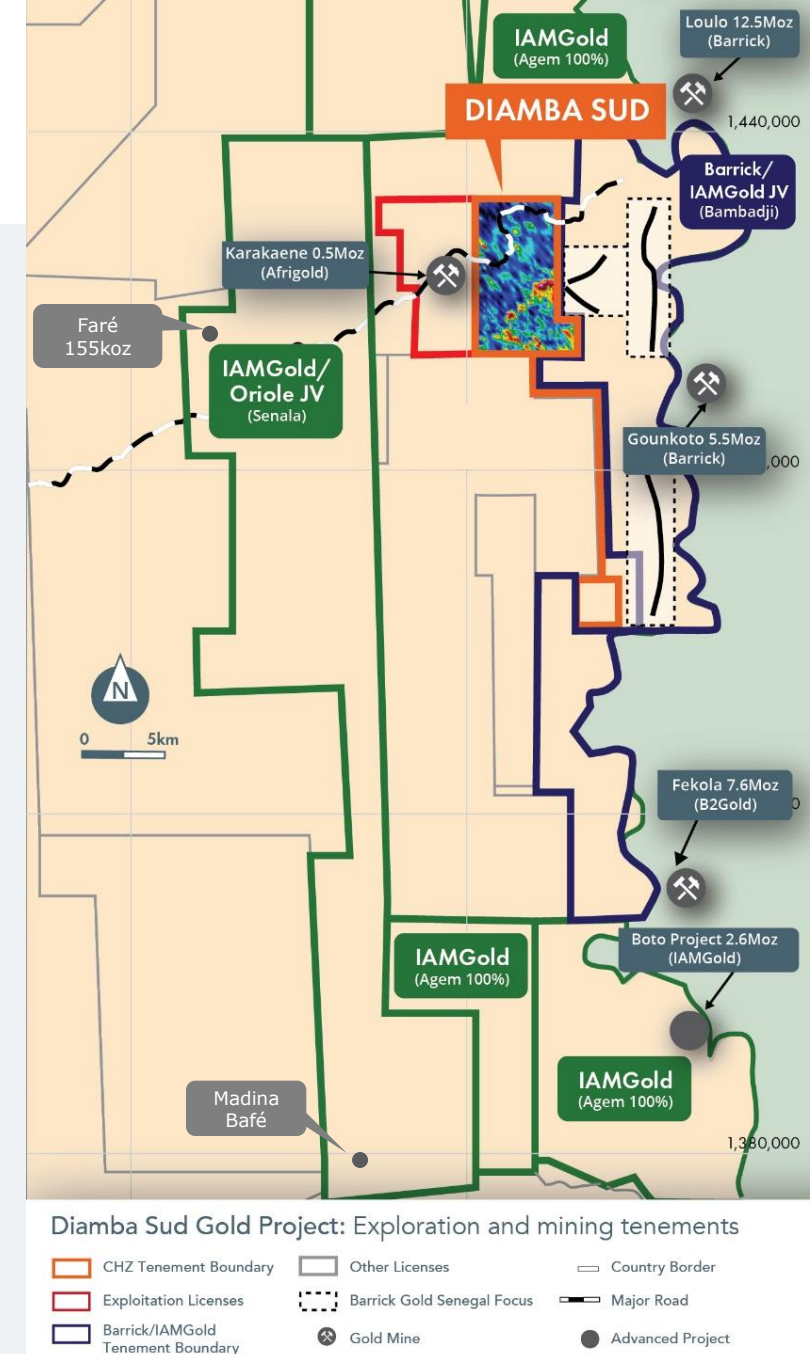 IAMGold
(Agem 100%)
Loulo 12.5Moz
(Barrick)
DIAMBA SUD
1,440,000
Barrick/
IAMGold JV
(Bambadji)
Karakaene 0.5Moz
(Afrigold)
Faré
155koz
IAMGold/
Oriole JV
(Senala)
Gounkoto 5.5Moz
(Barrick)
,000
N
0 5km
Fekola 7.6Moz
(B2Gold)
0
IAMGold
(Agem 100%)
Boto Project 2.6Moz
(IAMGold)
IAMGold
(Agem 100%)
Madina
Bafé
1,380,000
Diamba Sud Gold Project: Exploration and mining tenements
CHZ Tenement Boundary
Other Licenses
Country Border
Exploitation Licenses
Barrick Gold Senegal Focus
Major Road
Barrick/IAMGold
Tenement Boundary
Gold Mine
Advanced Project